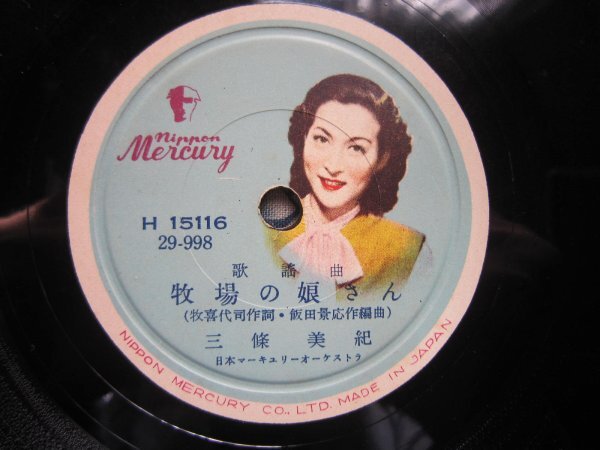 Nippon
Mercury
H 15116
29-998
歌謡曲
牧場の娘さん
(牧喜代司作詞・飯田景応作編曲)
三條美紀
日本マーキュリーオーケストラ
NIPPON MERCURY CO., LTD. MADE IN JAPAN